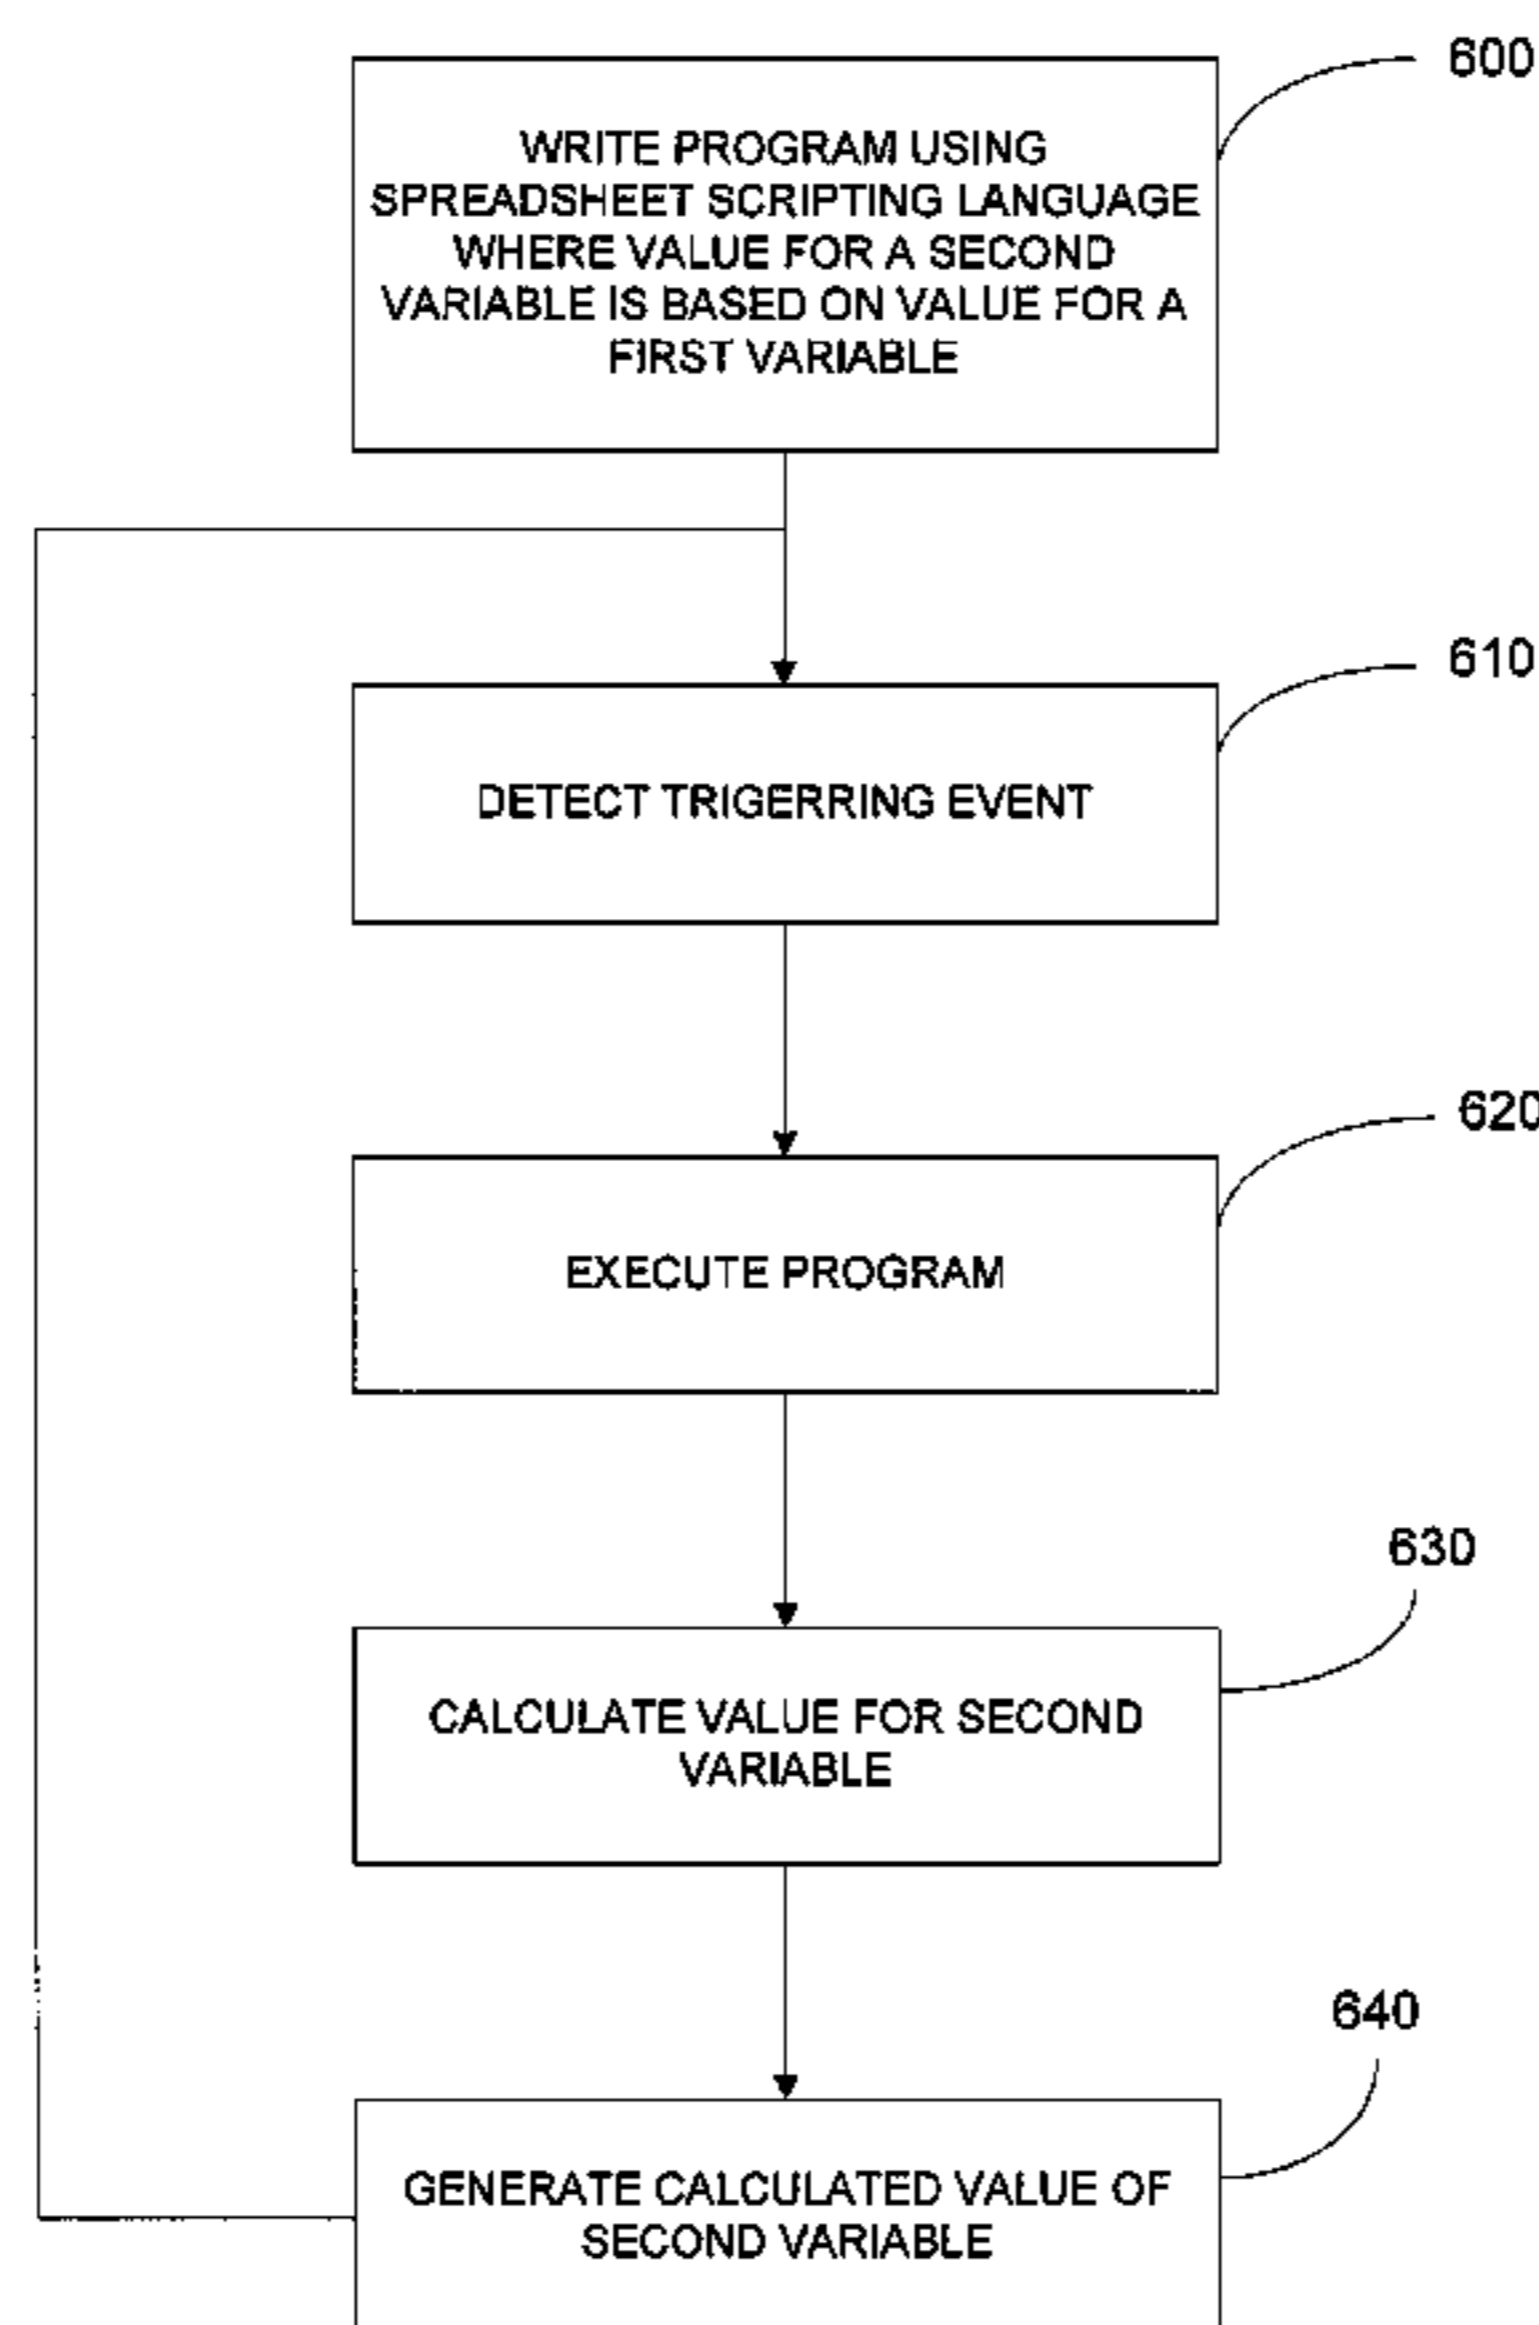 600
WRITE PROGRAM USING
SPREADSHEET SCRIPTING LANGUAGE
WHERE VALUE FOR A SECOND
VARIABLE IS BASED ON VALUE FOR A
FIRST VARIABLE
610
DETECT TRIGERRING EVENT
620
EXECUTE PROGRAM
630
CALCULATE VALUE FOR SECOND
VARIABLE
640
GENERATE CALCULATED VALUE OF
SECOND VARIABLE